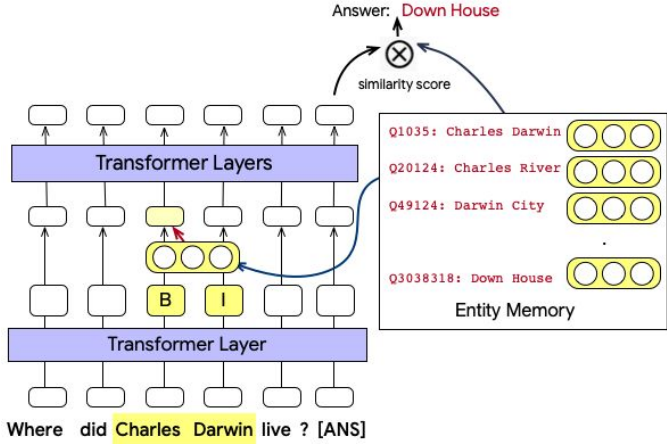 Answer: Down House
similarity score
Q1035: Charles Darwin
Q20124: Charles River
Q49124: Darwin City
.
Q3038318: Down House
Entity Memory
Transformer Layers
B I
Transformer Layer
Where did Charles Darwin live ? [ANS]